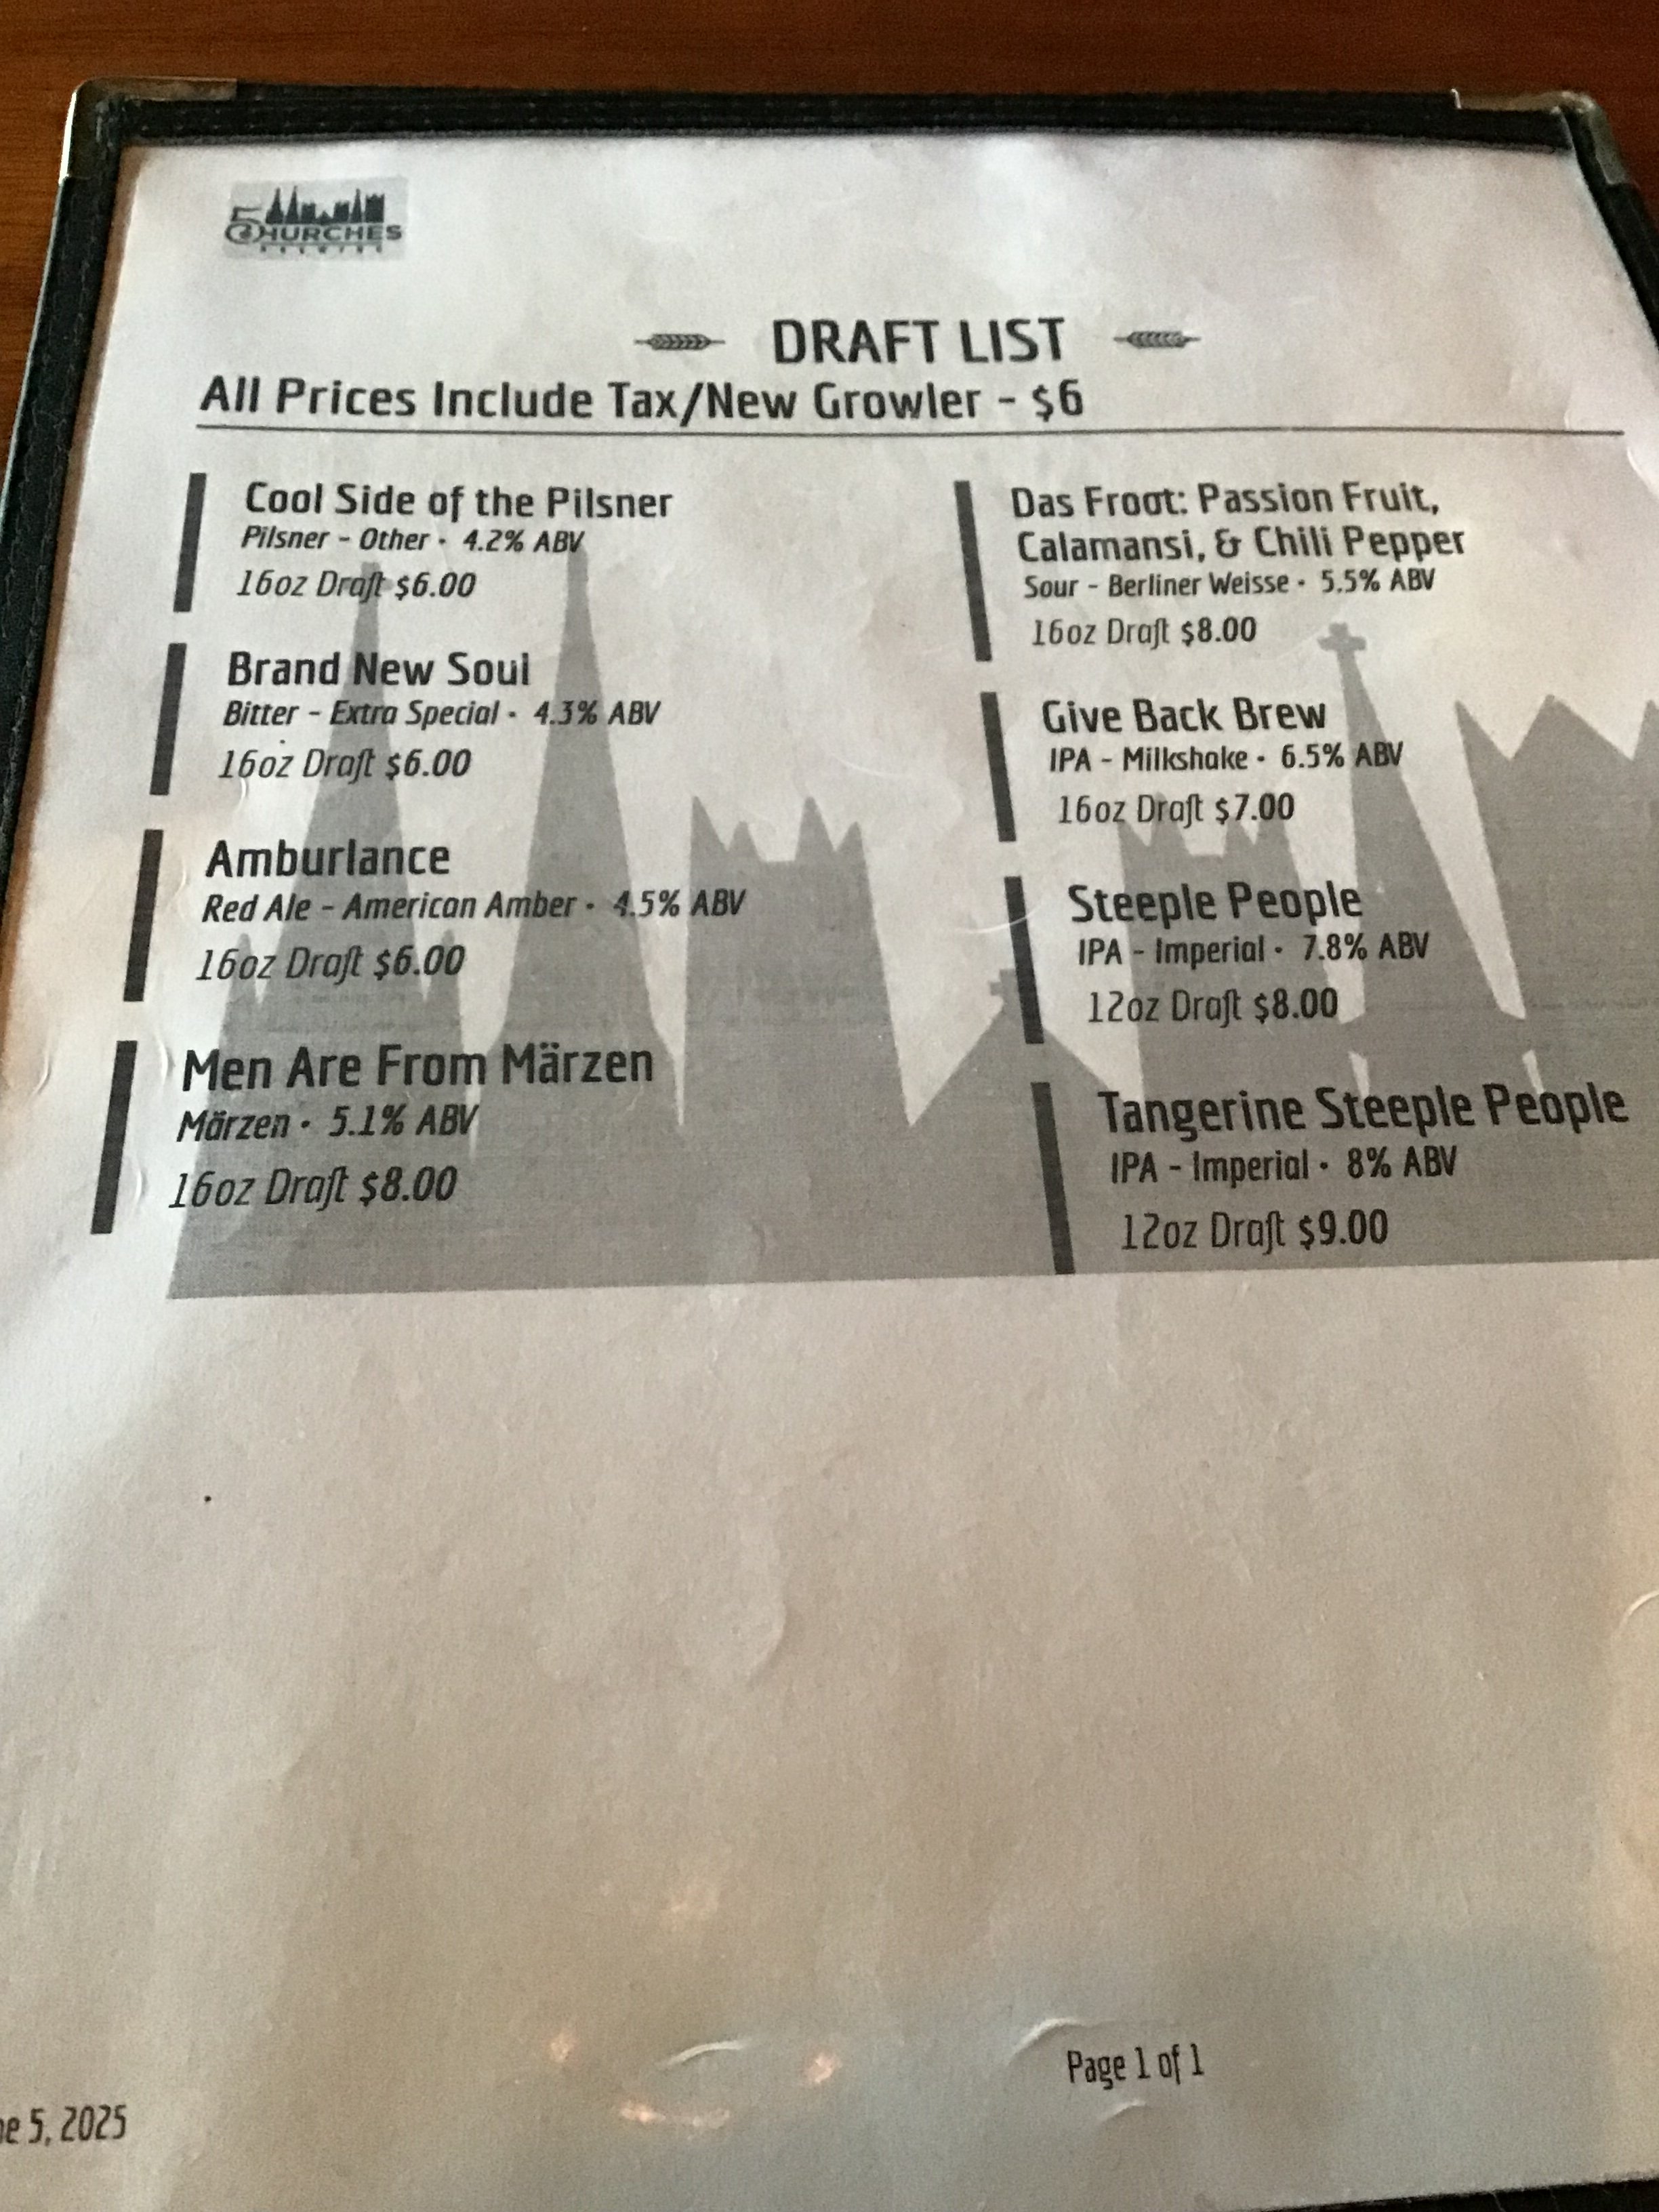 5 CHURCHES
BREWING
DRAFT LIST
All Prices Include Tax/New Growler - $6
Cool Side of the Pilsner
Pilsner - Other • 4.2% ABV
16oz Draft $6.00
Brand New Soul
Bitter - Extra Special • 4.3% ABV
16oz Draft $6.00
Amburlance
Red Ale - American Amber • 4.5% ABV
16oz Draft $6.00
Men Are From Märzen
Märzen • 5.1% ABV
16oz Draft $8.00
Das Froot: Passion Fruit,
Calamansi, & Chili Pepper
Sour - Berliner Weisse • 5.5% ABV
16oz Draft $8.00
Give Back Brew
IPA - Milkshake • 6.5% ABV
16oz Draft $7.00
Steeple People
IPA - Imperial • 7.8% ABV
12oz Draft $8.00
Tangerine Steeple People
IPA - Imperial • 8% ABV
12oz Draft $9.00
Page 1 of 1
5, 2025